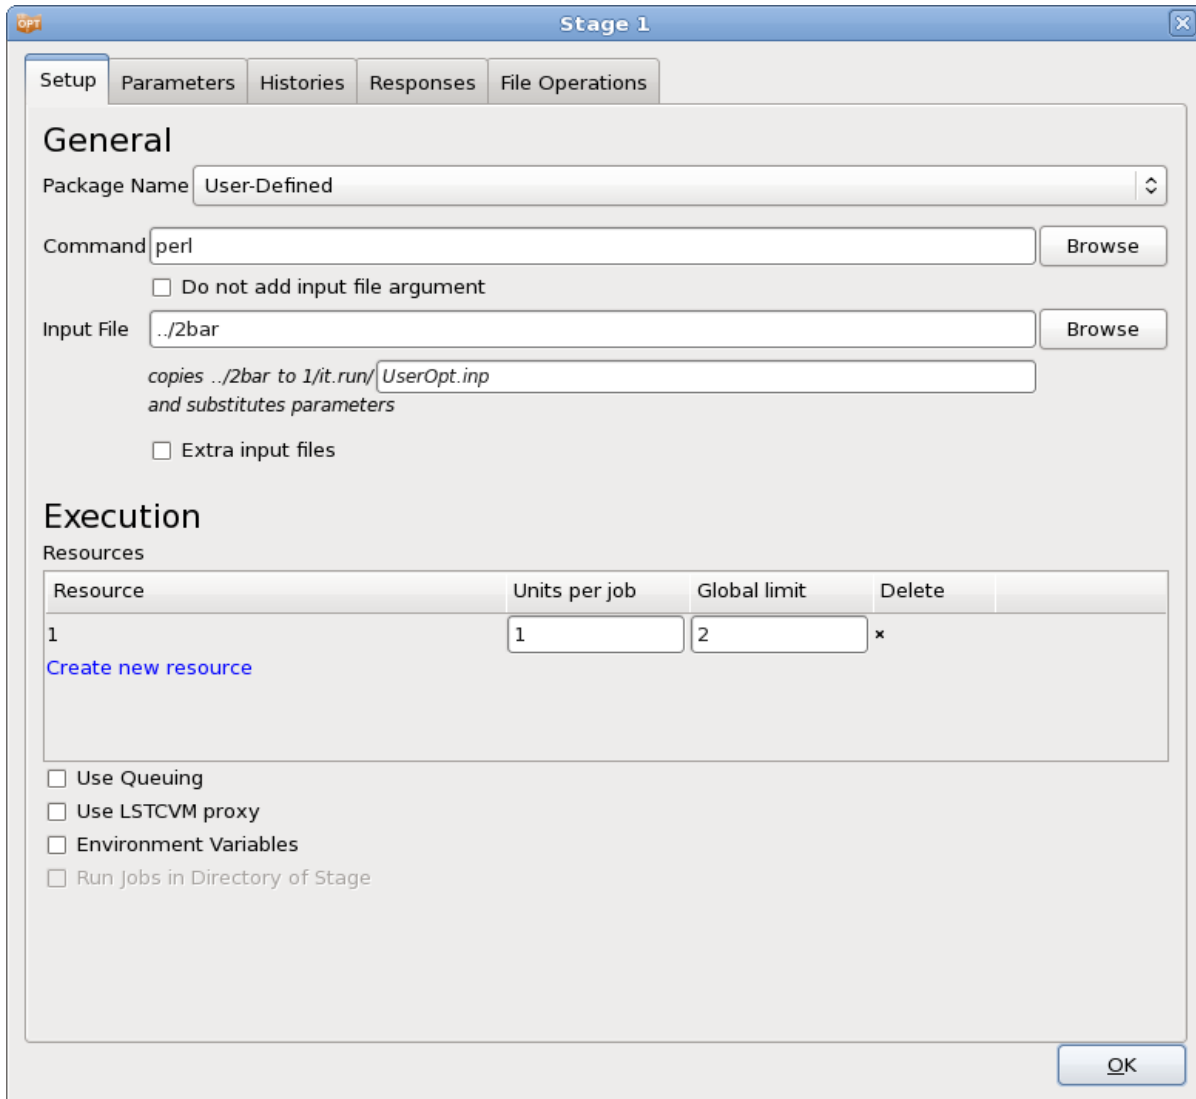 OPT Stage 1
Setup Parameters Histories Responses File Operations
General
Package Name User-Defined
Command perl Browse
Do not add input file argument
Input File ../2bar Browse
copies ../2bar to 1/it.run/ UserOpt.inp
and substitutes parameters
Extra input files
Execution
Resources
Resource Units per job Global limit Delete
1 1 2 ×
Create new resource
Use Queuing
Use LSTCVM proxy
Environment Variables
Run Jobs in Directory of Stage
OK